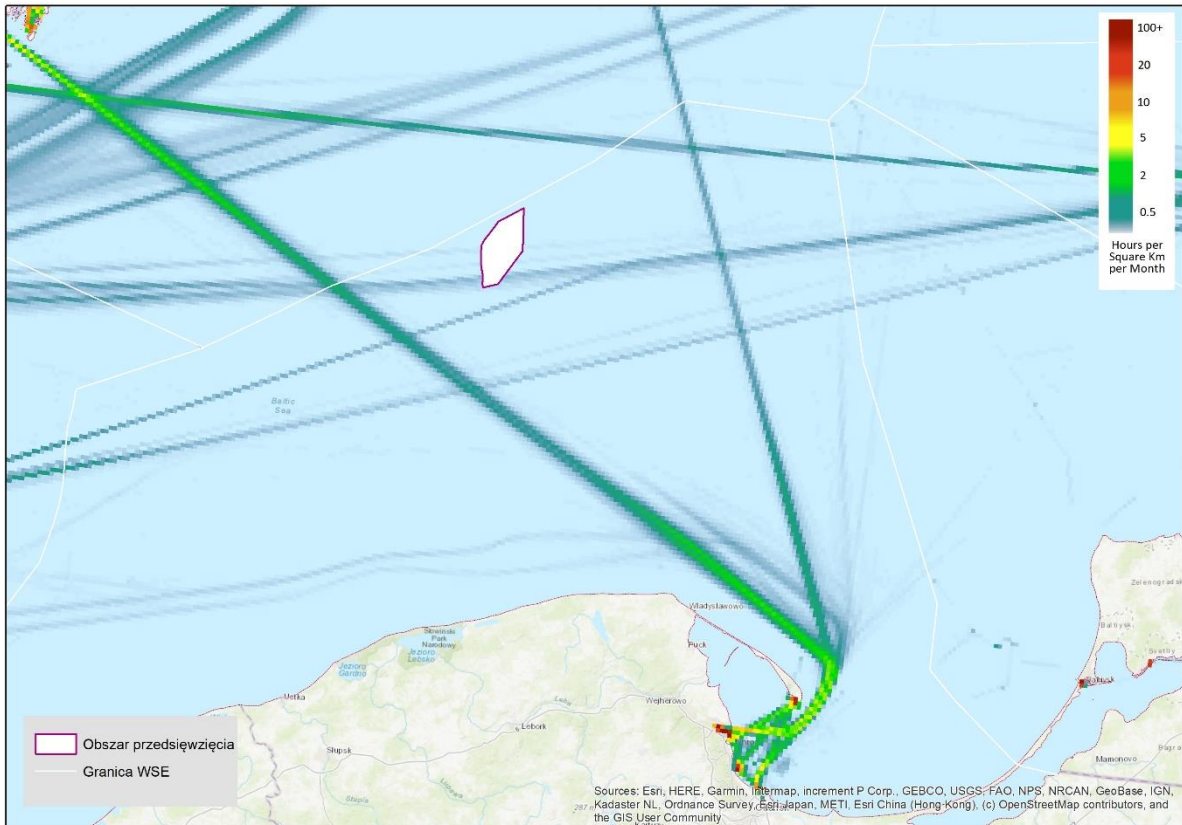 100+
20
10
5
2
0.5
Hours per
Square Km
per Month
Baltic
Sea
Władysławowo
Puck
Zelenogradsk
Słowiński
Park
Narodowy
Jezioro
Łebsko
Jezioro
Gardno
Ustka
Łeba
Wejherowo
Lębork
Słupsk
Słupia
Mamonovo
287 m
Obszar przedsięwzięcia
Granica WSE
Sources: Esri, HERE, Garmin, Intermap, increment P Corp., GEBCO, USGS, FAO, NPS, NRCAN, GeoBase, IGN,
Kadaster NL, Ordnance Survey, Esri Japan, METI, Esri China (Hong Kong), (c) OpenStreetMap contributors, and
the GIS User Community